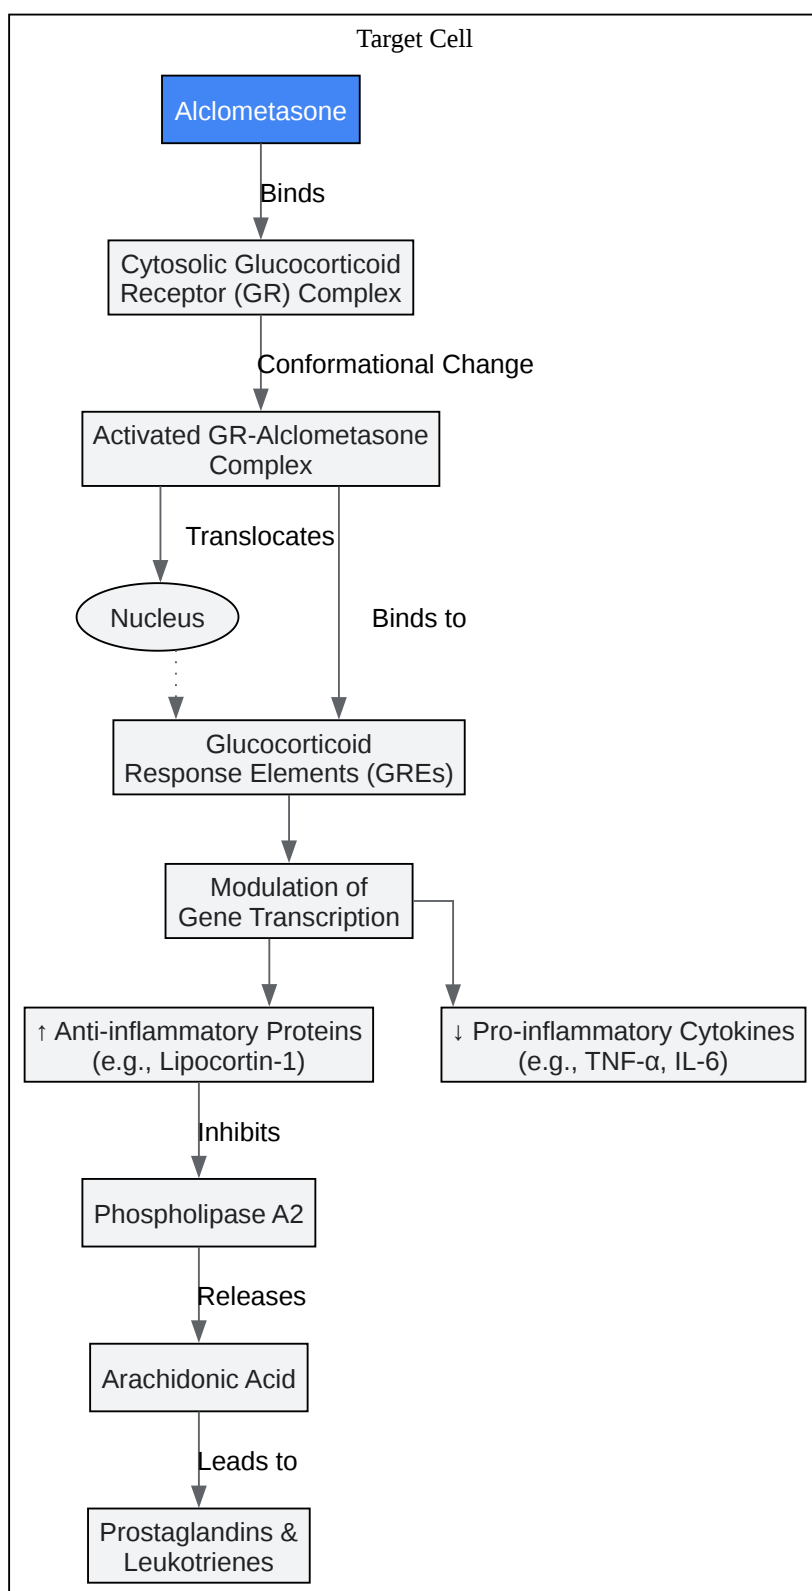 Target Cell
Alclometasone
Binds
Cytosolic Glucocorticoid
Receptor (GR) Complex
Conformational Change
Activated GR-Alclometasone
Complex
Translocates
Nucleus
Binds to
Glucocorticoid
Response Elements (GREs)
Modulation of
Gene Transcription
↑ Anti-inflammatory Proteins
(e.g., Lipocortin-1)
↓ Pro-inflammatory Cytokines
(e.g., TNF-α, IL-6)
Inhibits
Phospholipase A2
Releases
Arachidonic Acid
Leads to
Prostaglandins &
Leukotrienes